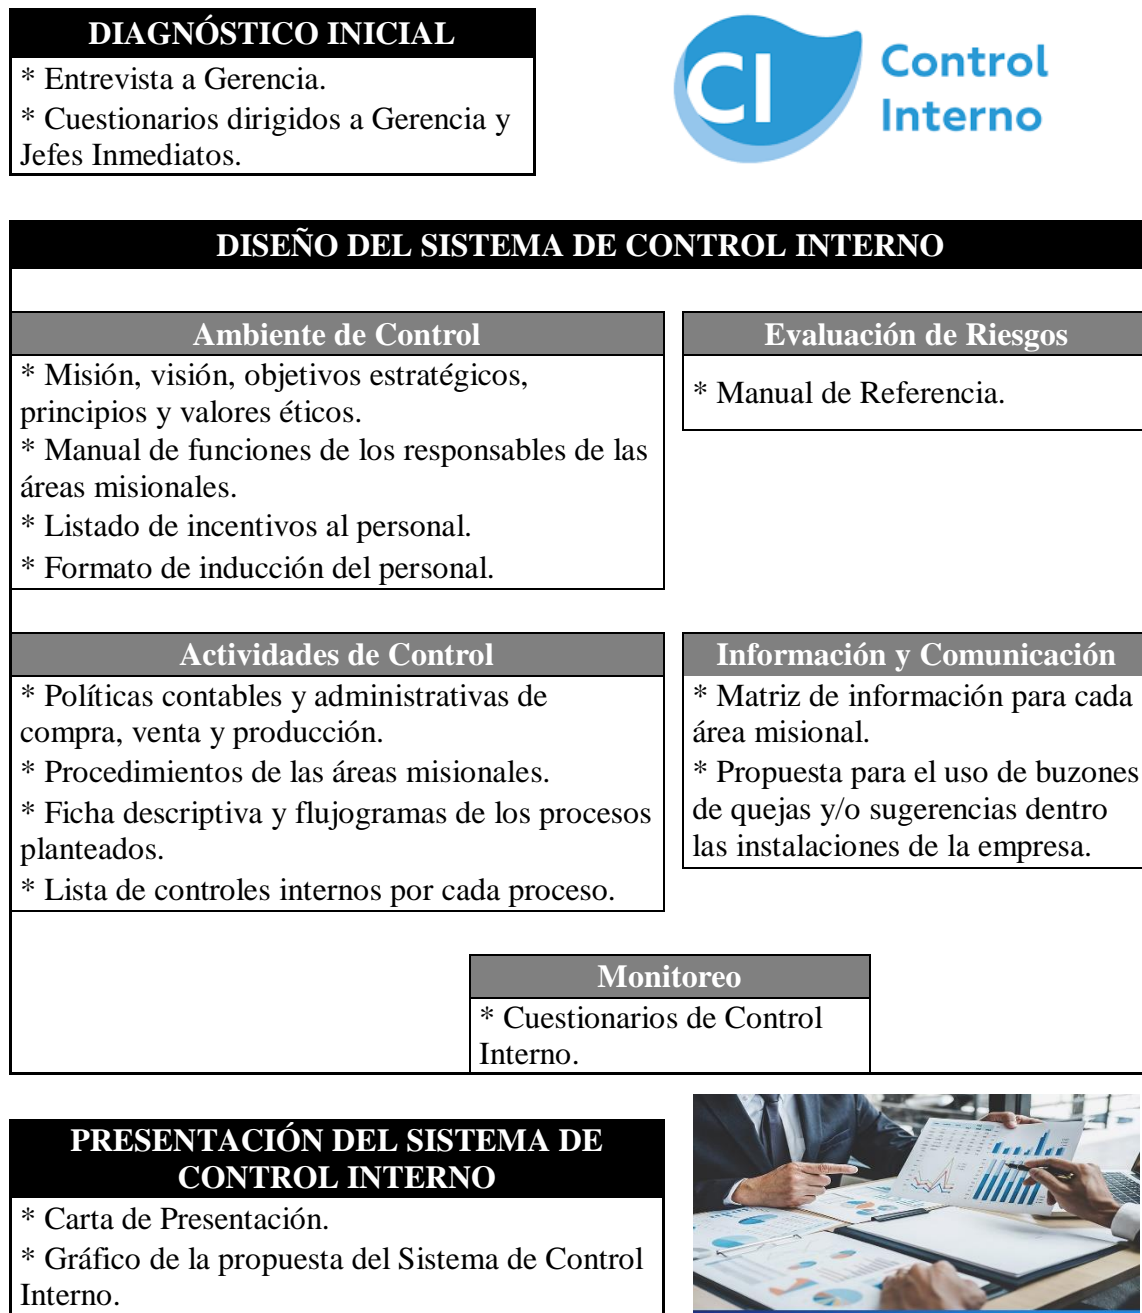 DIAGNÓSTICO INICIAL
* Entrevista a Gerencia.
* Cuestionarios dirigidos a Gerencia y
Jefes Inmediatos.
CI
Control
Interno
DISEÑO DEL SISTEMA DE CONTROL INTERNO
Ambiente de Control
* Misión, visión, objetivos estratégicos,
principios y valores éticos.
* Manual de funciones de los responsables de las
áreas misionales.
* Listado de incentivos al personal.
* Formato de inducción del personal.
Evaluación de Riesgos
* Manual de Referencia.
Actividades de Control
* Políticas contables y administrativas de
compra, venta y producción.
* Procedimientos de las áreas misionales.
* Ficha descriptiva y flujogramas de los procesos
planteados.
* Lista de controles internos por cada proceso.
Información y Comunicación
* Matriz de información para cada
área misional.
* Propuesta para el uso de buzones
de quejas y/o sugerencias dentro
las instalaciones de la empresa.
Monitoreo
* Cuestionarios de Control
Interno.
PRESENTACIÓN DEL SISTEMA DE
CONTROL INTERNO
* Carta de Presentación.
* Gráfico de la propuesta del Sistema de Control
Interno.